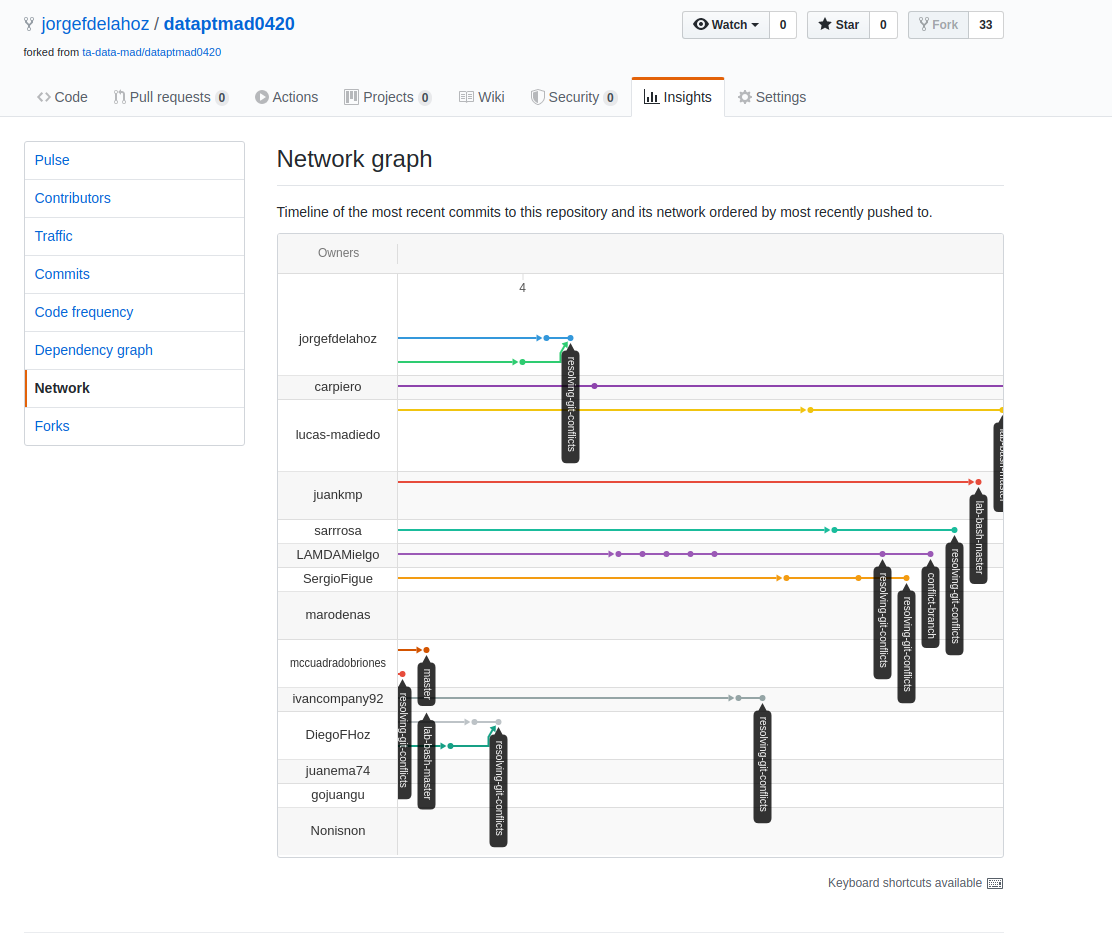 jorgefdelahoz / dataptmad0420
Watch 0 Star 0 Fork 33
forked from ta-data-mad/dataptmad0420
Code Pull requests 0 Actions Projects 0 Wiki Security 0 Insights Settings
Pulse
Contributors
Traffic
Commits
Code frequency
Dependency graph
Network
Forks
Network graph
Timeline of the most recent commits to this repository and its network ordered by most recently pushed to.
Owners
4
jorgefdelahoz
resolving-git-conflicts
carpiero
lucas-madiedo
lab-bash-master
juankmp
lab-bash-master
sarrrosa
resolving-git-conflicts
LAMDAMielgo
resolving-git-conflicts
conflict-branch
SergioFigue
resolving-git-conflicts
marodenas
mccuadradobriones
master
resolving-git-conflicts
ivancompany92
lab-bash-master
resolving-git-conflicts
DiegoFHoz
resolving-git-conflicts
juanema74
gojuangu
Nonisnon
Keyboard shortcuts available